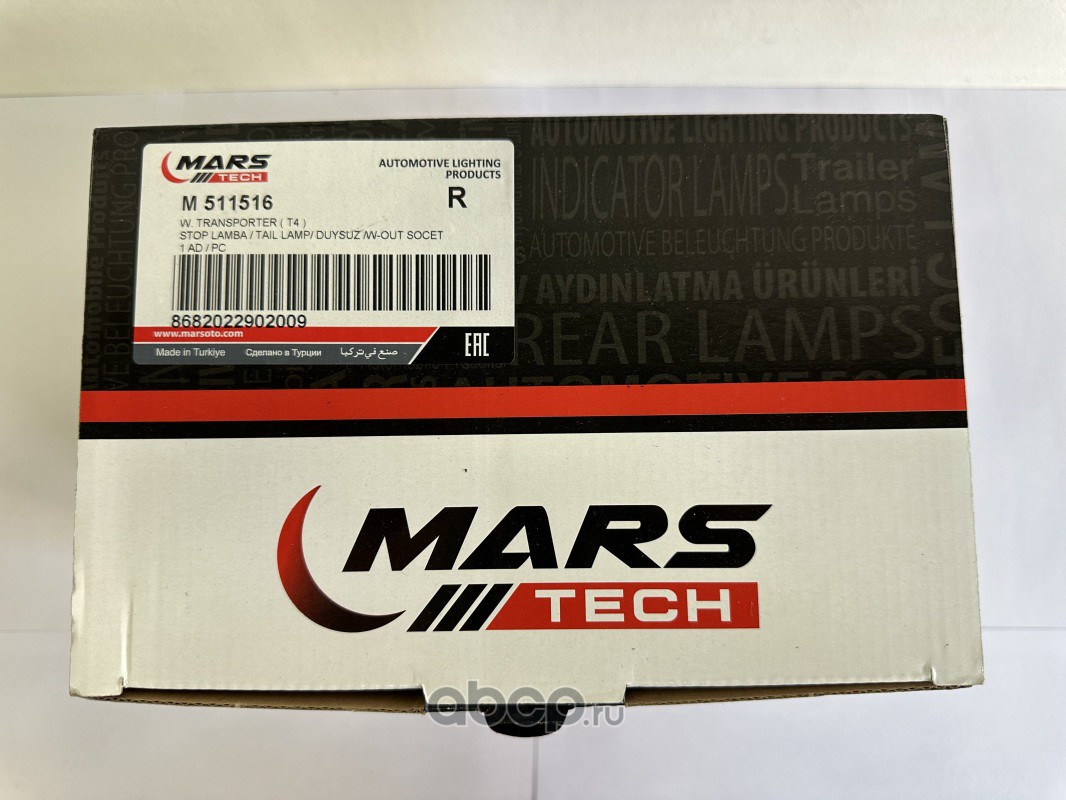 MARS
TECH
AUTOMOTIVE LIGHTING
PRODUCTS
M 511516
R
W. TRANSPORTER ( T4 )
STOP LAMBA / TAIL LAMP/ DUYSUZ /W-OUT SOCET
1 AD / PC
8682022902009
www.marsoto.com
Made in Turkiye
Сделано в Турции
صنع في تركيا
EAC
AUTOMOTIVE LIGHTING PRODUCTS
INDICATOR LAMPS
Trailer
Lamps
AUTOMOTIVE BELEUCHTUNG PRODUKT
AYDINLATMA ÜRÜNLERİ
REAR LAMPS
AUTOMOTIVE
MARS
TECH
abcp.ru